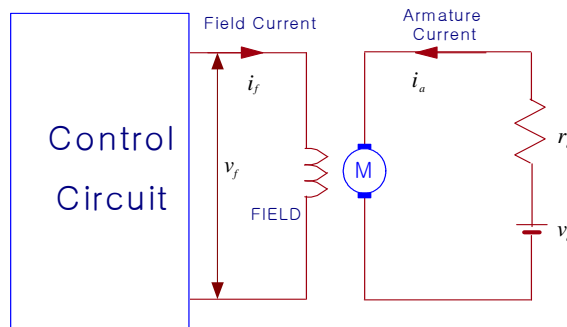 Field Current
Armature
Current
i_f
i_a
Control
Circuit
v_f
M
FIELD